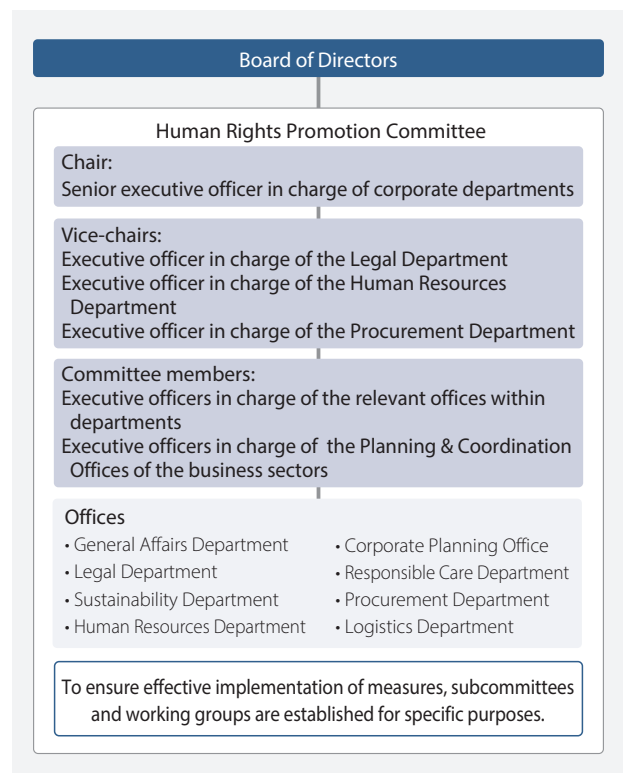 Board of Directors
Human Rights Promotion Committee
Chair:
Senior executive officer in charge of corporate departments
Vice-chairs:
Executive officer in charge of the Legal Department
Executive officer in charge of the Human Resources
Department
Executive officer in charge of the Procurement Department
Committee members:
Executive officers in charge of the relevant offices within
departments
Executive officers in charge of the Planning & Coordination
Offices of the business sectors
Offices
• General Affairs Department
• Legal Department
• Sustainability Department
• Human Resources Department
• Corporate Planning Office
• Responsible Care Department
• Procurement Department
• Logistics Department
To ensure effective implementation of measures, subcommittees
and working groups are established for specific purposes.